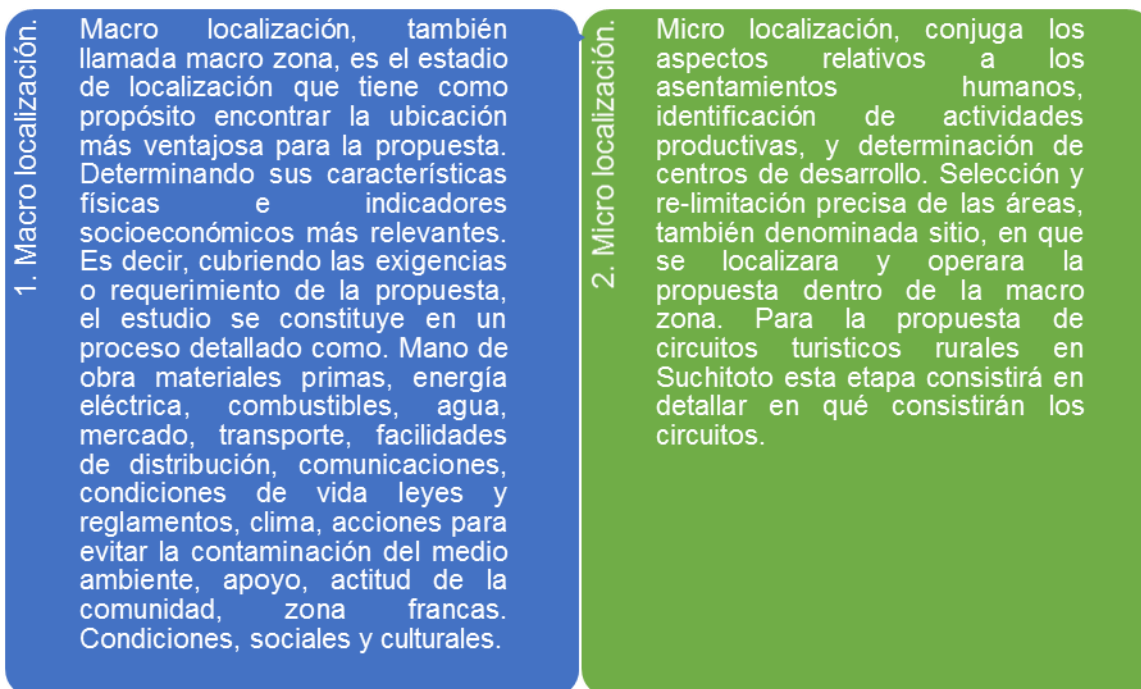 1. Macro localización.
Macro localización, también
llamada macro zona, es el estadio
de localización que tiene como
propósito encontrar la ubicación
más ventajosa para la propuesta.
Determinando sus características
físicas e indicadores
socioeconómicos más relevantes.
Es decir, cubriendo las exigencias
o requerimiento de la propuesta,
el estudio se constituye en un
proceso detallado como. Mano de
obra materiales primas, energía
eléctrica, combustibles, agua,
mercado, transporte, facilidades
de distribución, comunicaciones,
condiciones de vida leyes y
reglamentos, clima, acciones para
evitar la contaminación del medio
ambiente, apoyo, actitud de la
comunidad, zona francas.
Condiciones, sociales y culturales.
2. Micro localización.
Micro localización, conjuga los
aspectos relativos a los
asentamientos humanos,
identificación de actividades
productivas, y determinación de
centros de desarrollo. Selección y
re-limitación precisa de las áreas,
también denominada sitio, en que
se localizara y operara la
propuesta dentro de la macro
zona. Para la propuesta de
circuitos turisticos rurales en
Suchitoto esta etapa consistirá en
detallar en qué consistirán los
circuitos.